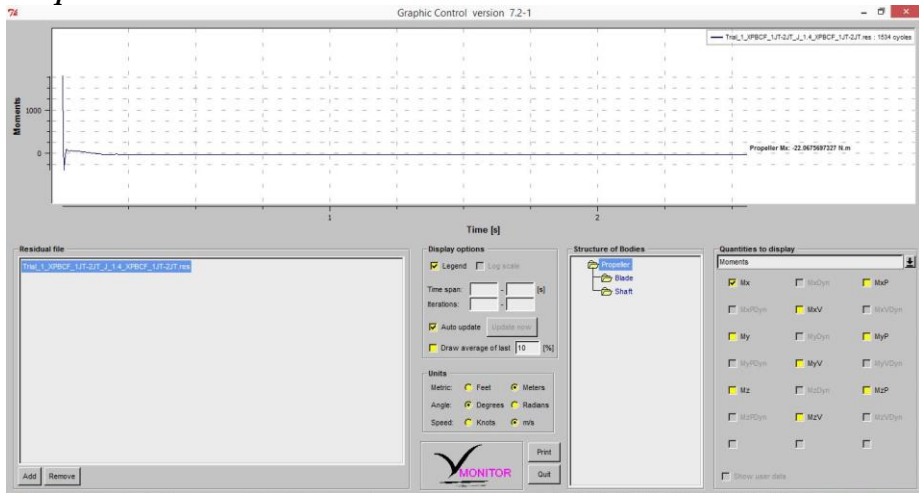 Graphic Control version 7.2-1
Trial_1_XPBCF_1JT-2JT_J_1.4_XPBCF_1JT-2JT.res : 1534 cycles
Moments
1000
0
Propeller Mx: -22.0675697327 N.m
1
2
Time [s]
Residual file
Trial_1_XPBCF_1JT-2JT_J_1.4_XPBCF_1JT-2JT.res
Add
Remove
Display options
Legend
Log scale
Time span:
-
[s]
Iterations:
-
Auto update
Update now
Draw average of last
10
[%]
Units
Metric:
Feet
Meters
Angle:
Degrees
Radians
Speed:
Knots
m/s
MONITOR
Print
Quit
Structure of Bodies
Propeller
Blade
Shaft
Quantities to display
Moments
Mx
MxDyn
MxP
MxPDyn
MxV
MxVDyn
My
MyDyn
MyP
MyPDyn
MyV
MyVDyn
Mz
MzDyn
MzP
MzPDyn
MzV
MzVDyn
Show user data